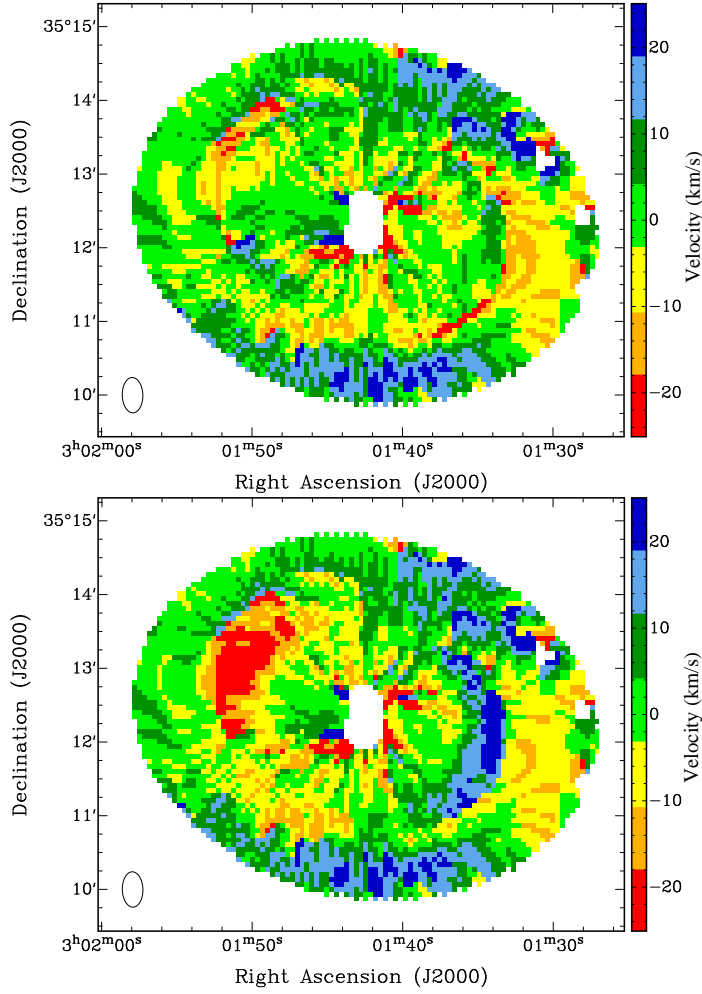 35°15′
14′
13′
12′
11′
10′
Declination (J2000)
3ʰ02ᵐ00ˢ
01ᵐ50ˢ
01ᵐ40ˢ
01ᵐ30ˢ
Right Ascension (J2000)
20
10
0
−10
−20
Velocity (km/s)
35°15′
14′
13′
12′
11′
10′
Declination (J2000)
3ʰ02ᵐ00ˢ
01ᵐ50ˢ
01ᵐ40ˢ
01ᵐ30ˢ
Right Ascension (J2000)
20
10
0
−10
−20
Velocity (km/s)